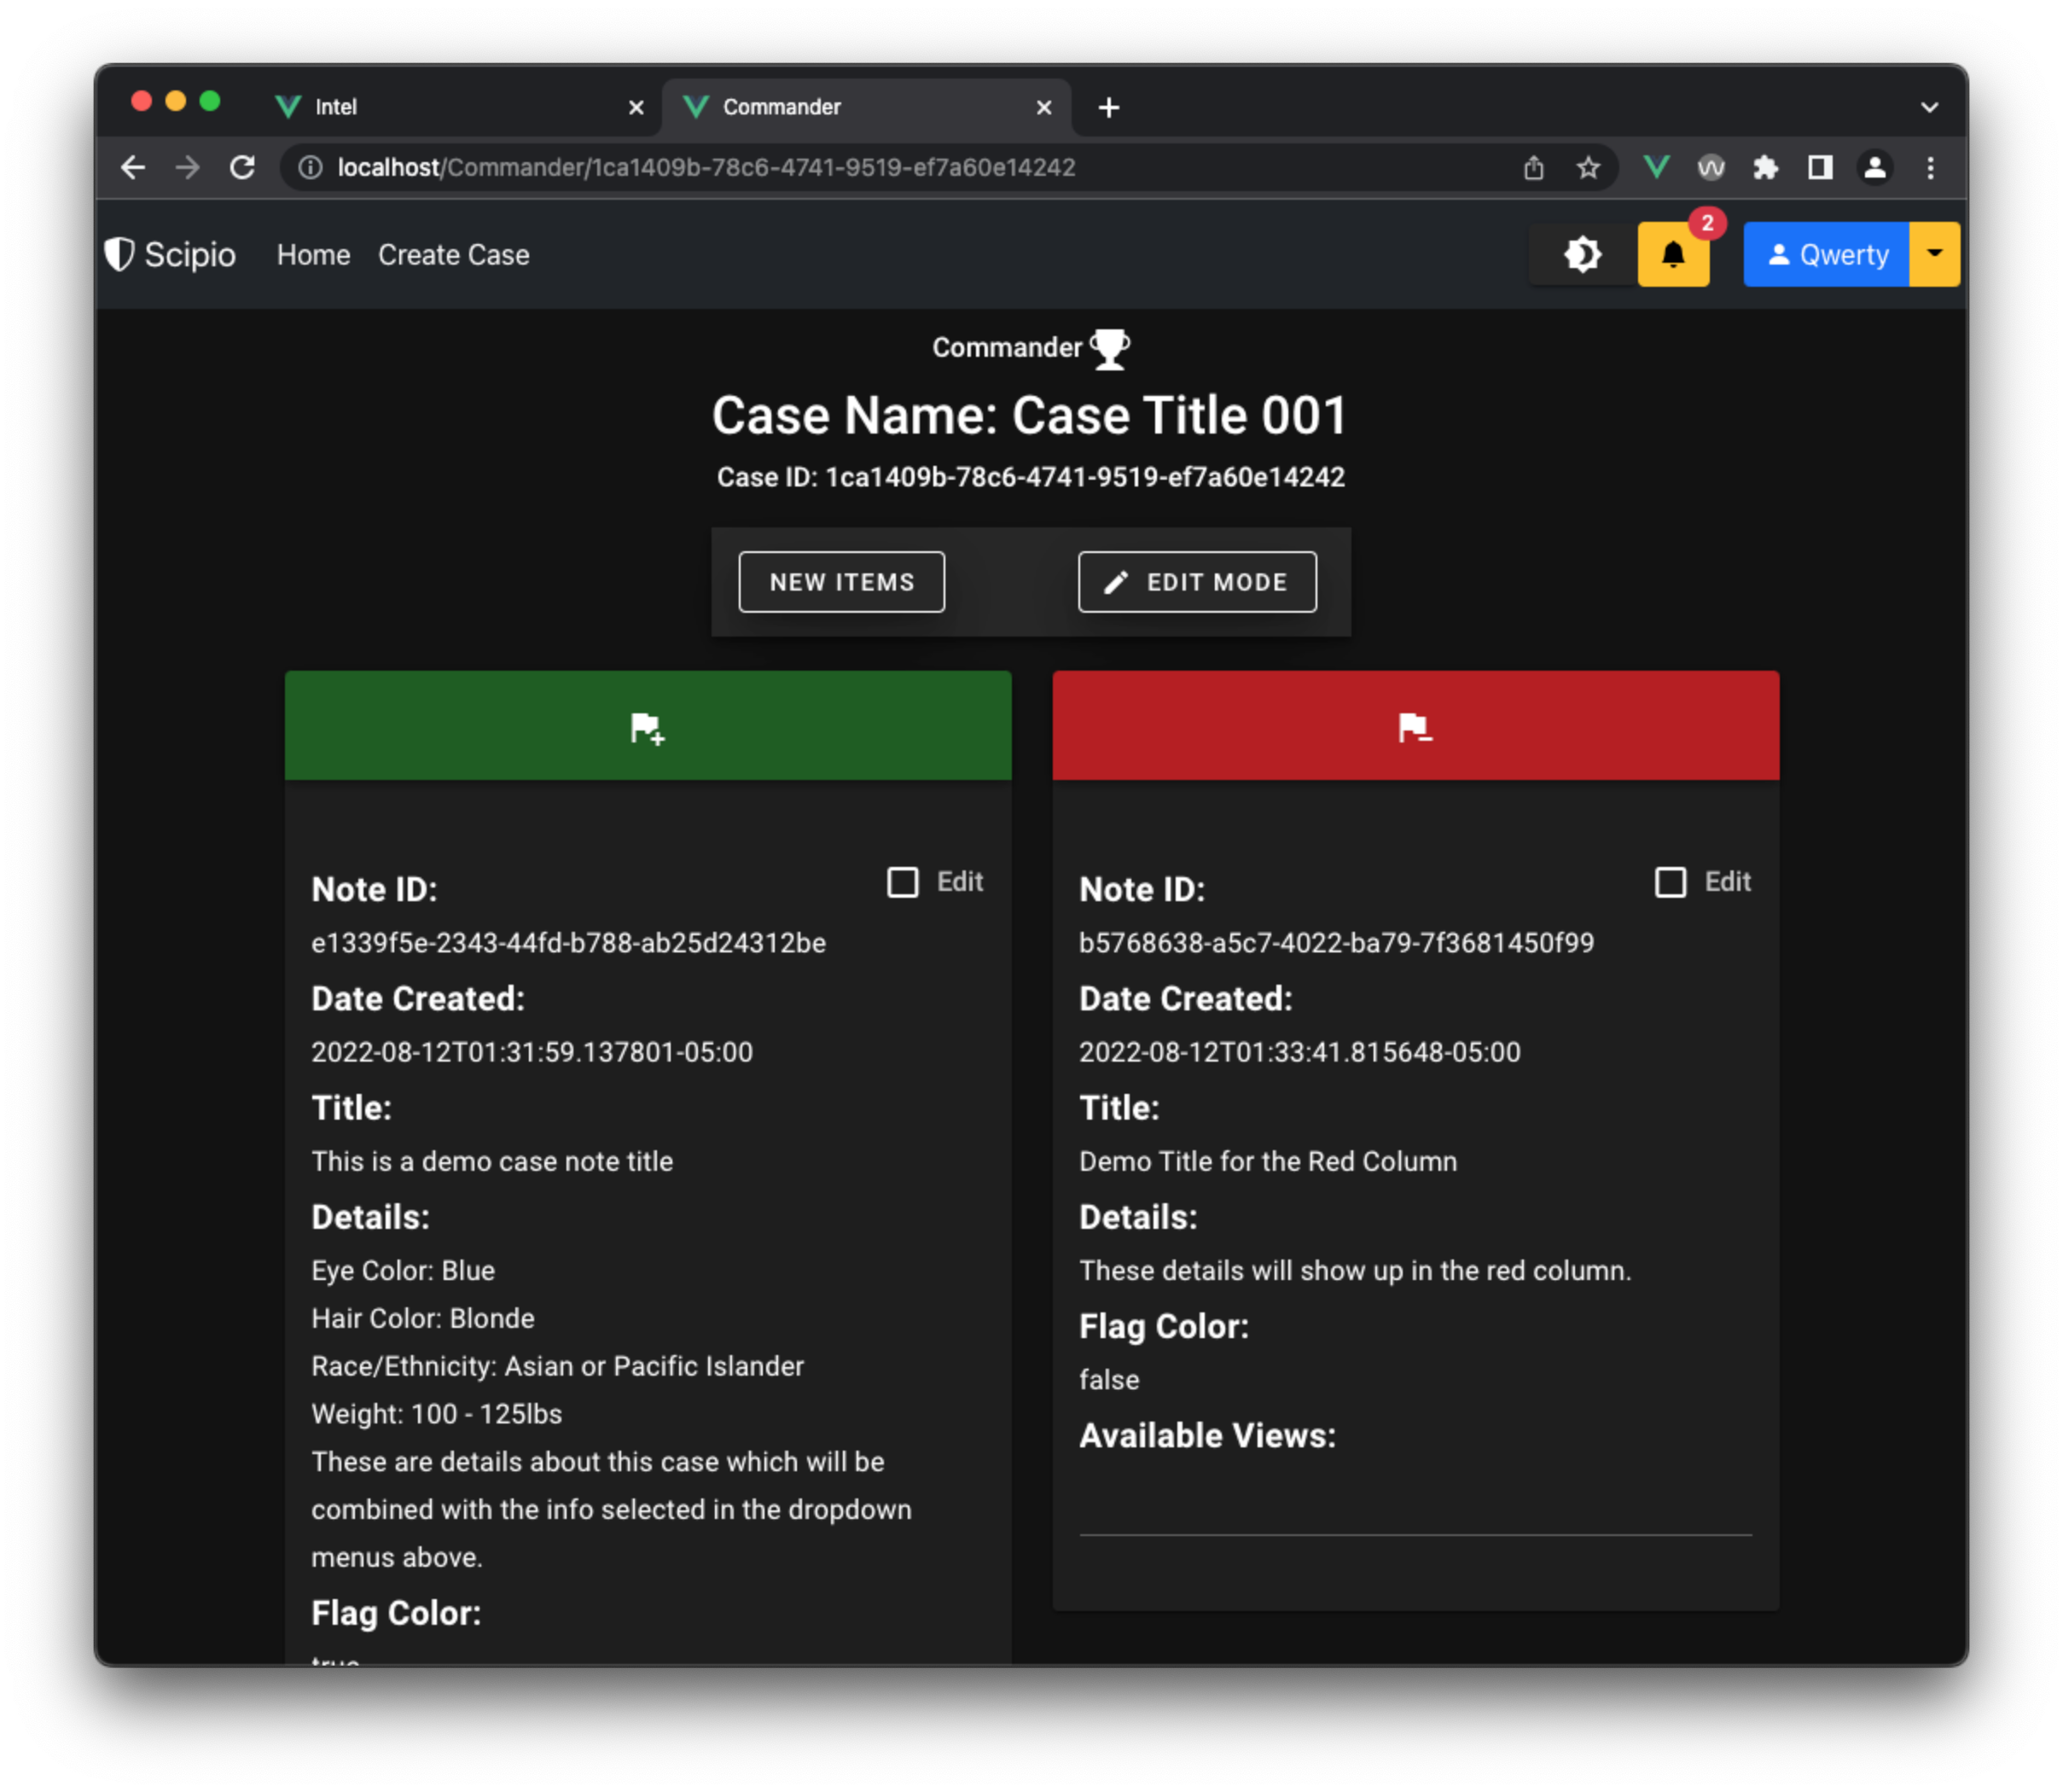 Intel
Commander
localhost/Commander/1ca1409b-78c6-4741-9519-ef7a60e14242
Scipio Home Create Case 2 Qwerty
Commander
Case Name: Case Title 001
Case ID: 1ca1409b-78c6-4741-9519-ef7a60e14242
NEW ITEMS
EDIT MODE
Note ID:
Edit
e1339f5e-2343-44fd-b788-ab25d24312be
Date Created:
2022-08-12T01:31:59.137801-05:00
Title:
This is a demo case note title
Details:
Eye Color: Blue
Hair Color: Blonde
Race/Ethnicity: Asian or Pacific Islander
Weight: 100 - 125lbs
These are details about this case which will be
combined with the info selected in the dropdown
menus above.
Flag Color:
true
Note ID:
Edit
b5768638-a5c7-4022-ba79-7f3681450f99
Date Created:
2022-08-12T01:33:41.815648-05:00
Title:
Demo Title for the Red Column
Details:
These details will show up in the red column.
Flag Color:
false
Available Views: